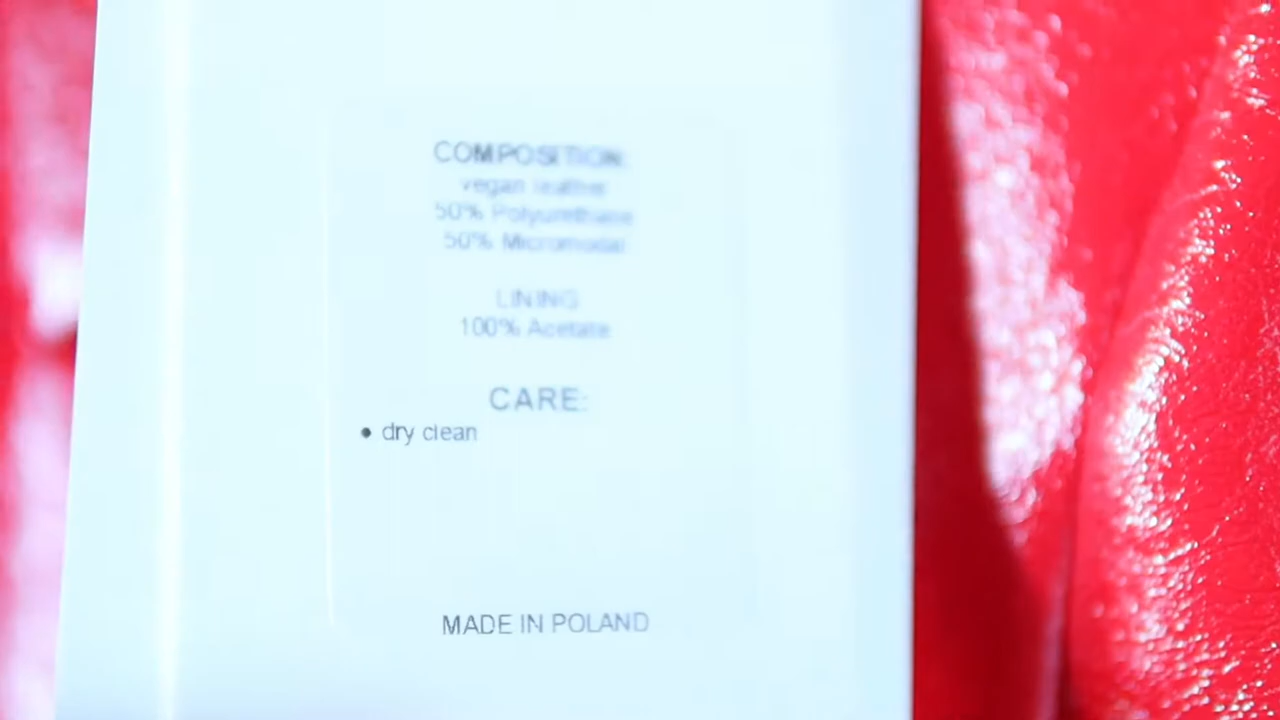 COMPOSITION:
vegan leather
50% Polyurethane
50% Micromodal
LINING
100% Acetate
CARE:
• dry clean
MADE IN POLAND